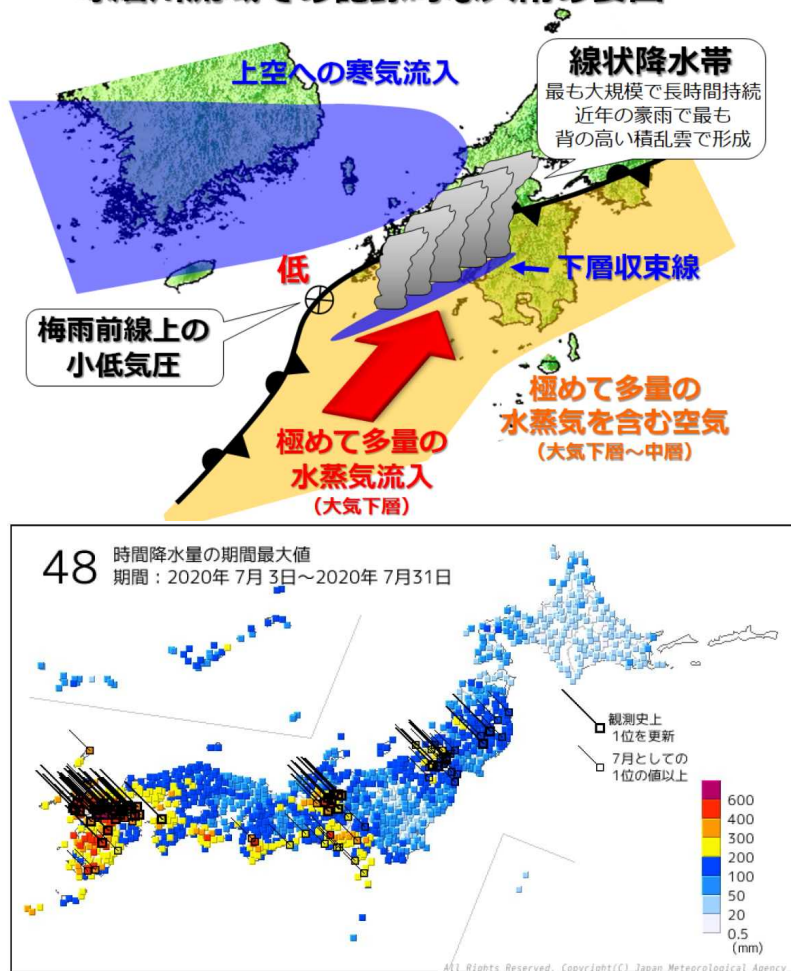 上空への寒気流入
線状降水帯
最も大規模で長時間持続
近年の豪雨で最も
背の高い積乱雲で形成
低
下層収束線
梅雨前線上の
小低気圧
極めて多量の
水蒸気を含む空気
(大気下層～中層)
極めて多量の
水蒸気流入
(大気下層)
48 時間降水量の期間最大値
期間：2020年 7月 3日～2020年 7月31日
観測史上
1位を更新
7月としての
1位の値以上
600
400
300
200
100
50
20
0.5
(mm)
All Rights Reserved. Copyright(C) Japan Meteorological Agency